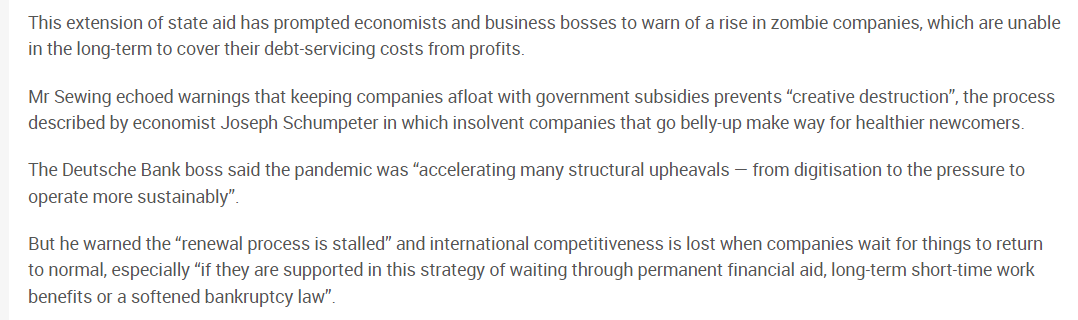 This extension of state aid has prompted economists and business bosses to warn of a rise in zombie companies, which are unable
in the long-term to cover their debt-servicing costs from profits.
Mr Sewing echoed warnings that keeping companies afloat with government subsidies prevents “creative destruction”, the process
described by economist Joseph Schumpeter in which insolvent companies that go belly-up make way for healthier newcomers.
The Deutsche Bank boss said the pandemic was “accelerating many structural upheavals — from digitisation to the pressure to
operate more sustainably”.
But he warned the “renewal process is stalled” and international competitiveness is lost when companies wait for things to return
to normal, especially “if they are supported in this strategy of waiting through permanent financial aid, long-term short-time work
benefits or a softened bankruptcy law”.